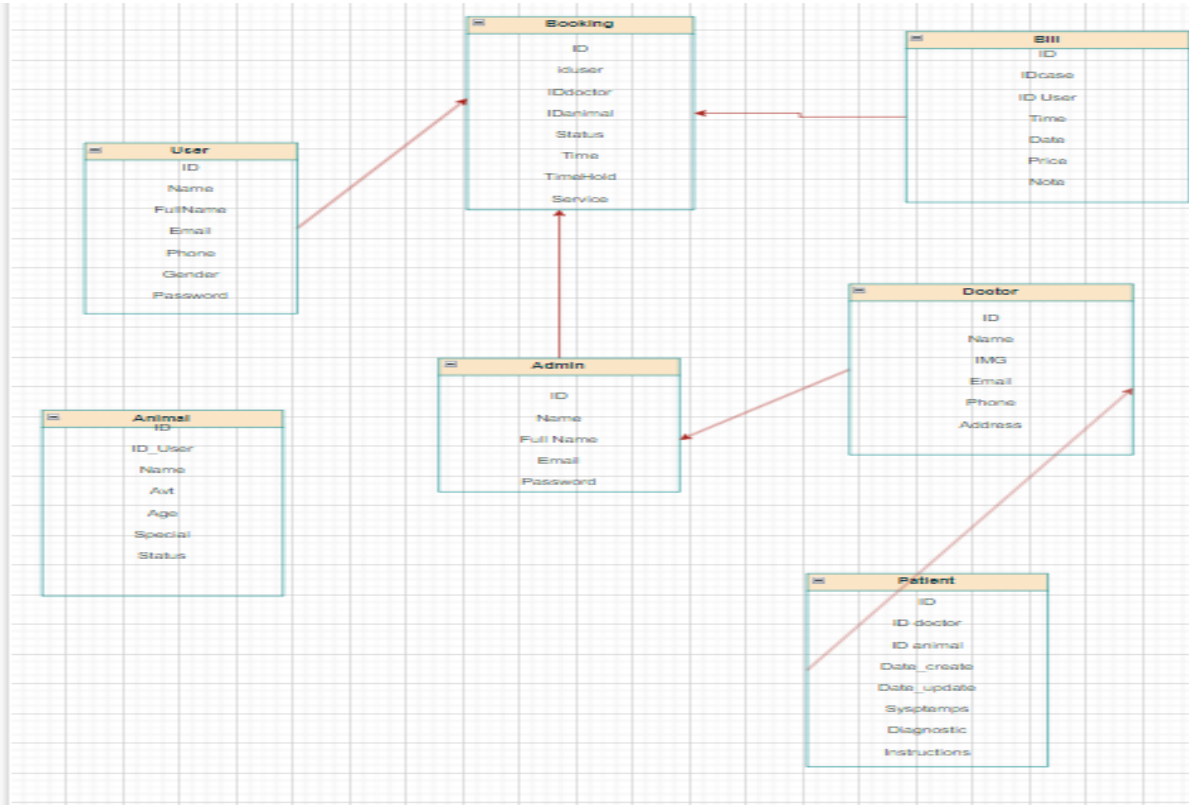 Booking
ID
iduser
IDdoctor
IDanimal
Status
Time
TimeHold
Service
Bill
ID
IDcase
ID User
Time
Date
Price
Note
User
ID
Name
FullName
Email
Phone
Gender
Password
Doctor
ID
Name
IMG
Email
Phone
Address
Admin
ID
Name
Full Name
Email
Password
Animal
ID
ID_User
Name
Avt
Age
Special
Status
Patient
ID
ID doctor
ID animal
Date_create
Date_update
Sysptemps
Diagnostic
Instructions